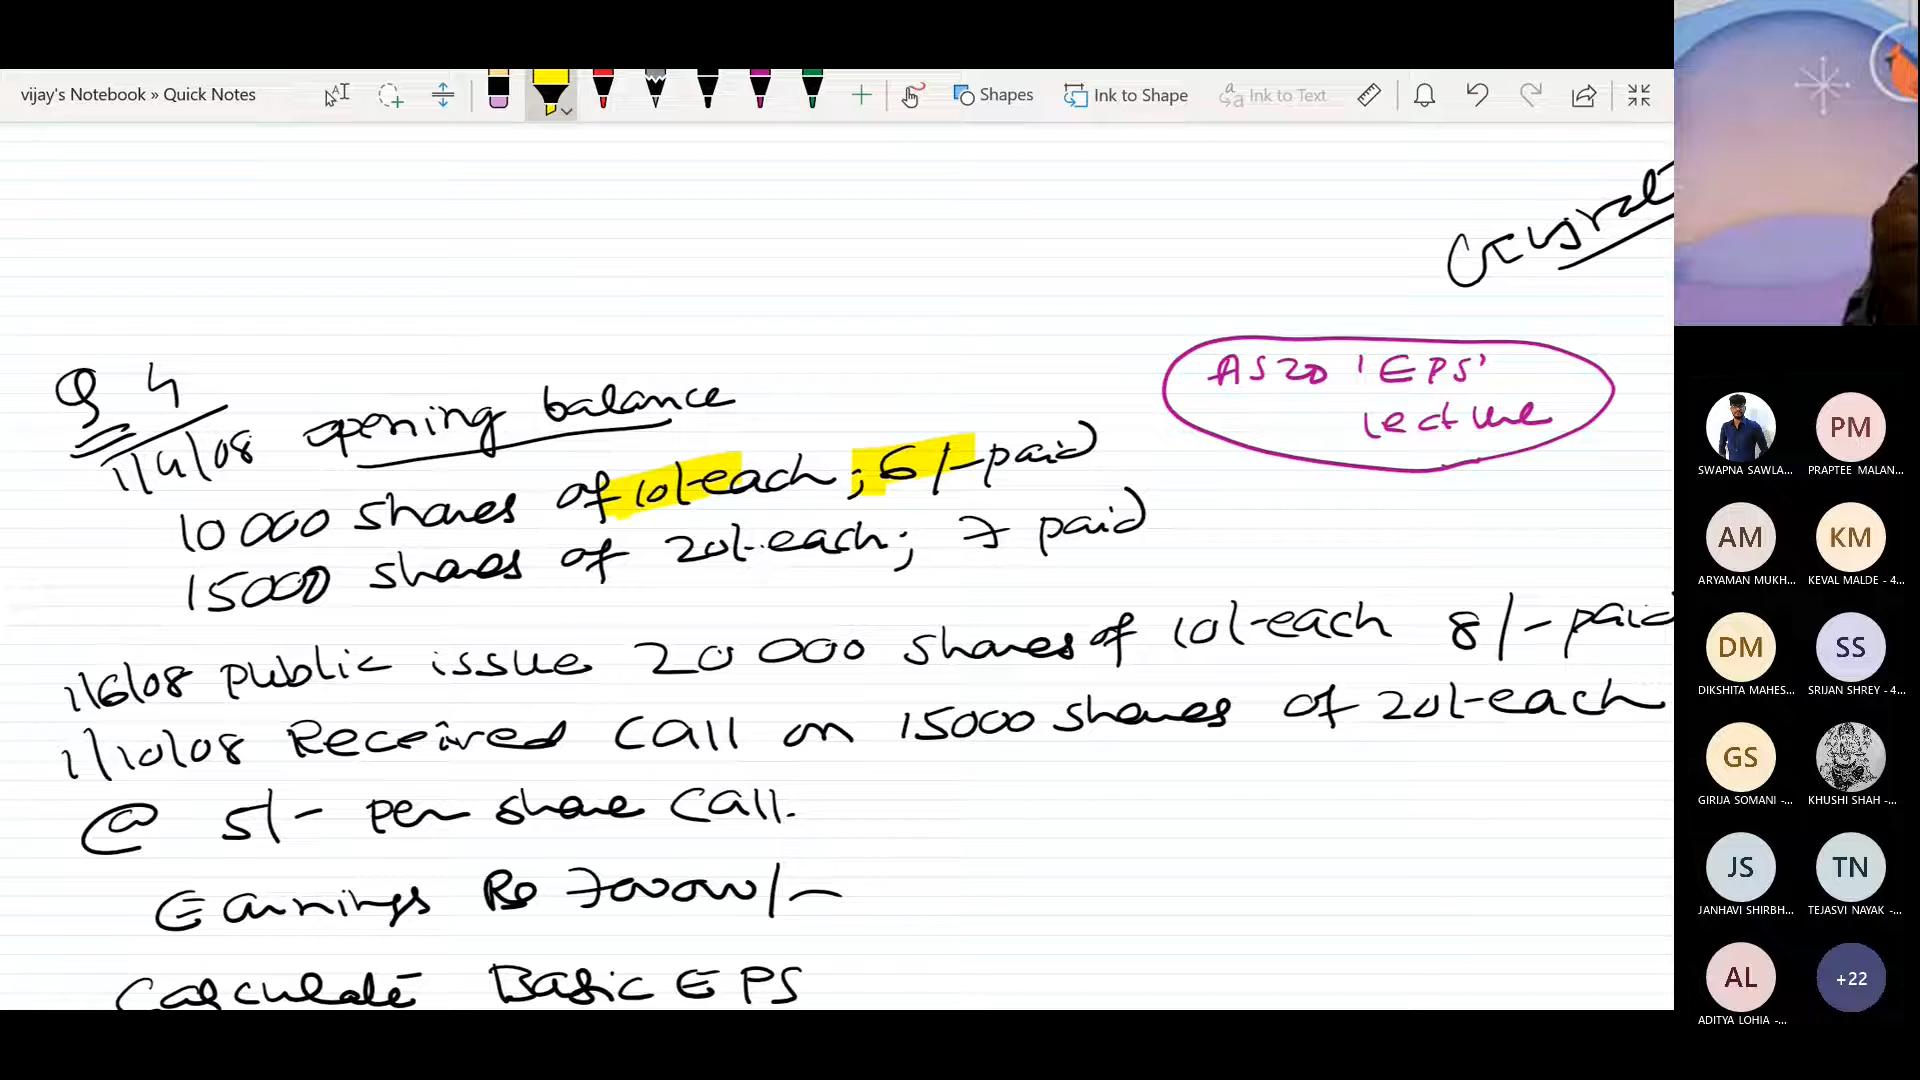 vijay's Notebook » Quick Notes
Shapes
Ink to Shape
Ink to Text
AS20 'EPS'
lecture
Q 4
1/4/08 opening balance
10000 shares of 10/-each; 6/-paid
15000 shares of 20/-each; 7 paid
1/6/08 public issue 20000 shares of 10/-each 8/-paid
1/10/08 Received call on 15000 shares of 20/-each
@ 5/- per share call.
Earnings Rs 70000/-
Calculate Basic EPS
SWAPNA SAWLA...
PM
PRAPTEE MALAN...
AM
ARYAMAN MUKH...
KM
KEVAL MALDE - 4...
DM
DIKSHITA MAHES...
SS
SRIJAN SHREY - 4...
GS
GIRIJA SOMANI -...
KHUSHI SHAH -...
JS
JANHAVI SHIRBH...
TN
TEJASVI NAYAK -...
AL
ADITYA LOHIA -...
+22